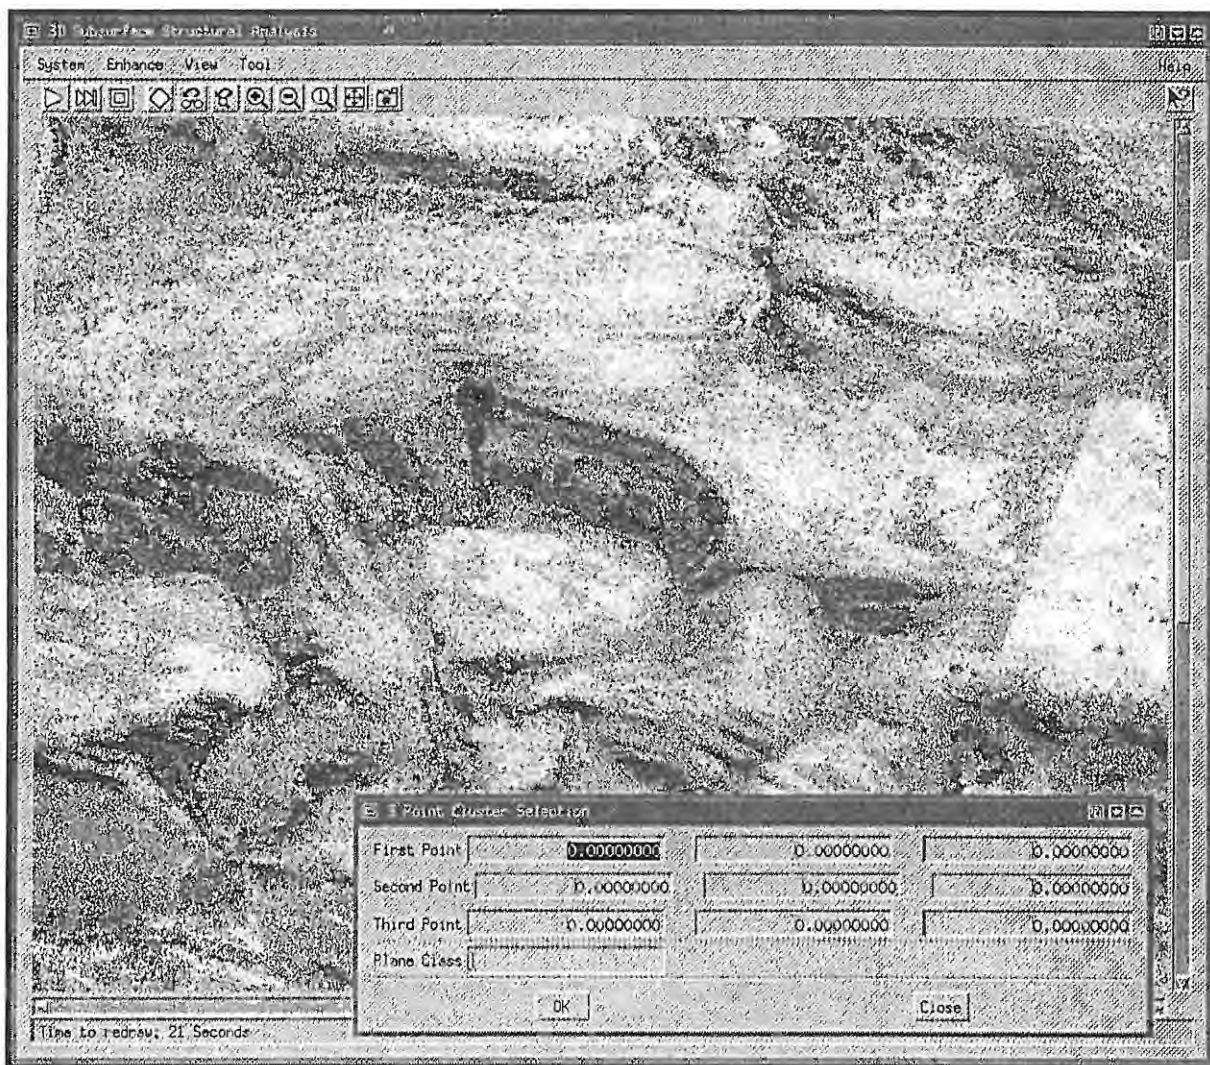 3D Subsurface Structural Analysis
System Enhance View Tool Help
3 Point Cluster Selection
First Point 0.00000000 0.00000000 0.00000000
Second Point 0.00000000 0.00000000 0.00000000
Third Point 0.00000000 0.00000000 0.00000000
Plane Class
OK Close
Time to redraw: 21 Seconds